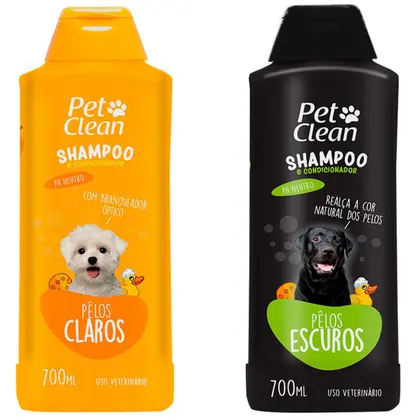 Pet
Clean
SHAMPOO
E CONDICIONADOR
PH NEUTRO
COM BRANQUEADOR
ÓPTICO
PÊLOS
CLAROS
700ML
USO VETERINÁRIO
Pet
Clean
SHAMPOO
E CONDICIONADOR
PH NEUTRO
REALÇA A COR
NATURAL DOS PELOS
PÊLOS
ESCUROS
700ML
USO VETERINÁRIO